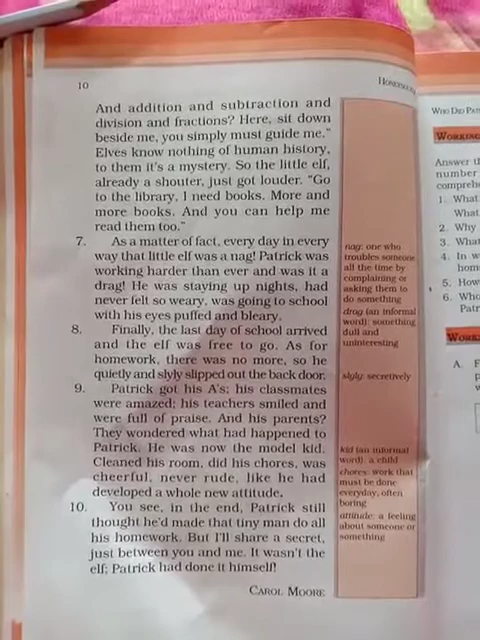 10
And addition and subtraction and
division and fractions? Here, sit down
beside me, you simply must guide me."
Elves know nothing of human history,
to them it's a mystery. So the little elf,
already a shouter, just got louder. "Go
to the library, I need books. More and
more books. And you can help me
read them too."
7. As a matter of fact, every day in every
way that little elf was a nag! Patrick was
working harder than ever and was it a
drag! He was staying up nights, had
never felt so weary, was going to school
with his eyes puffed and bleary.
8. Finally, the last day of school arrived
and the elf was free to go. As for
homework, there was no more, so he
quietly and slyly slipped out the back door.
9. Patrick got his A's; his classmates
were amazed; his teachers smiled and
were full of praise. And his parents?
They wondered what had happened to
Patrick. He was now the model kid.
Cleaned his room, did his chores, was
cheerful, never rude, like he had
developed a whole new attitude.
10. You see, in the end, Patrick still
thought he'd made that tiny man do all
his homework. But I'll share a secret,
just between you and me. It wasn't the
elf; Patrick had done it himself!
CAROL MOORE
nag: one who
troubles someone
all the time by
complaining or
asking them to
do something
drag (an informal
word): something
dull and
uninteresting
slyly: secretively
kid (an informal
word): a child
chores: work that
must be done
everyday, often
boring
attitude: a feeling
about someone or
something
WHO DID
WORKING
Answer
number
1. What
What
2. Why
3. What
4. In
5. How
6. Who
A.